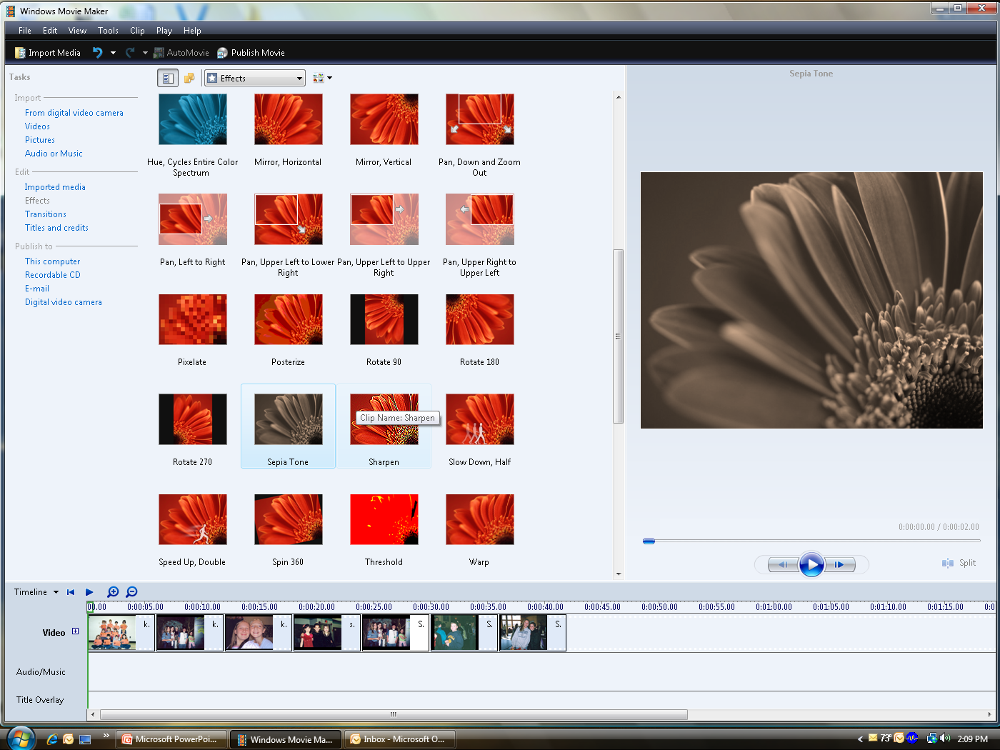 Windows Movie Maker
File Edit View Tools Clip Play Help
Import Media AutoMovie Publish Movie
Tasks
Import
From digital video camera
Videos
Pictures
Audio or Music
Edit
Imported media
Effects
Transitions
Titles and credits
Publish to
This computer
Recordable CD
E-mail
Digital video camera
Effects
Hue, Cycles Entire Color
Spectrum
Mirror, Horizontal
Mirror, Vertical
Pan, Down and Zoom
Out
Pan, Left to Right
Pan, Upper Left to Lower
Right
Pan, Upper Left to Upper
Right
Pan, Upper Right to
Upper Left
Pixelate
Posterize
Rotate 90
Rotate 180
Rotate 270
Sepia Tone
Clip Name: Sharpen
Sharpen
Slow Down, Half
Speed Up, Double
Spin 360
Threshold
Warp
Sepia Tone
0:00:00.00 / 0:00:02.00
Split
Timeline
00.00 0:00:05.00 0:00:10.00 0:00:15.00 0:00:20.00 0:00:25.00 0:00:30.00 0:00:35.00 0:00:40.00 0:00:45.00 0:00:50.00 0:00:55.00 0:01:00.00 0:01:05.00 0:01:10.00 0:01:15.00 0:0
Video
k. k. k. s. S. S. S.
Audio/Music
Title Overlay
Microsoft PowerPoi... Windows Movie Ma... Inbox - Microsoft O... 73° 2:09 PM